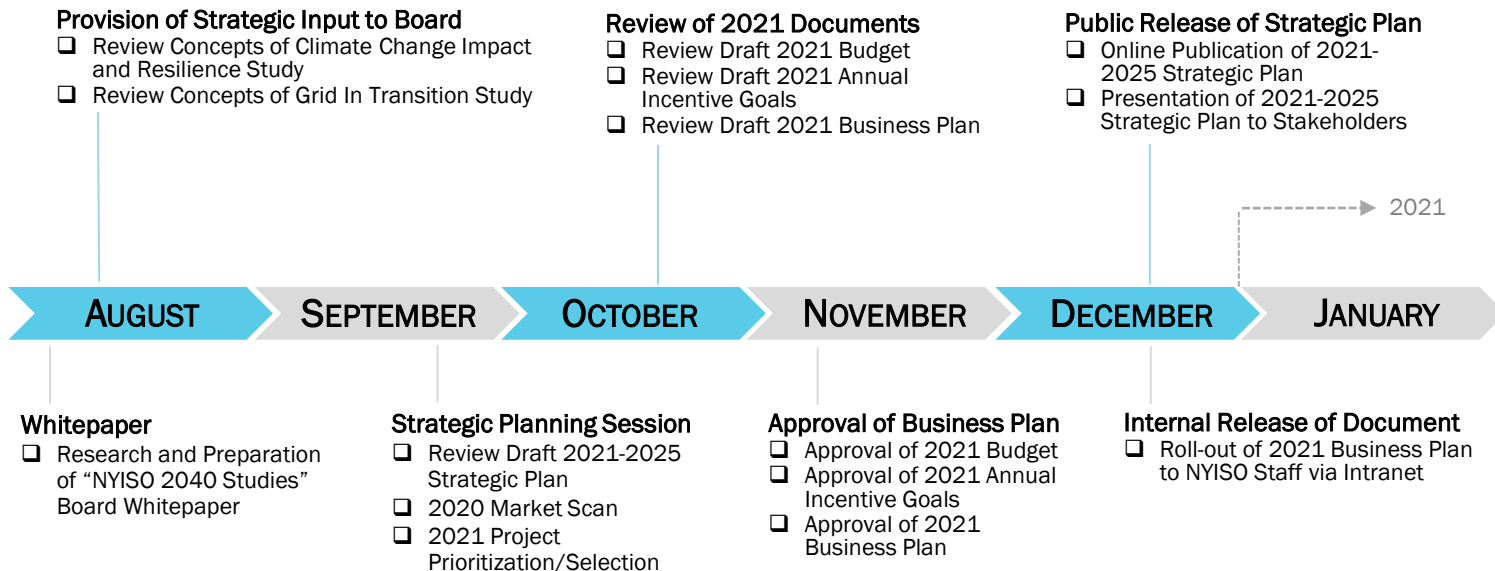 Provision of Strategic Input to Board
❑ Review Concepts of Climate Change Impact
and Resilience Study
❑ Review Concepts of Grid In Transition Study
Review of 2021 Documents
❑ Review Draft 2021 Budget
❑ Review Draft 2021 Annual
Incentive Goals
❑ Review Draft 2021 Business Plan
Public Release of Strategic Plan
❑ Online Publication of 2021-
2025 Strategic Plan
❑ Presentation of 2021-2025
Strategic Plan to Stakeholders
2021
AUGUST
SEPTEMBER
OCTOBER
NOVEMBER
DECEMBER
JANUARY
Whitepaper
❑ Research and Preparation
of “NYISO 2040 Studies”
Board Whitepaper
Strategic Planning Session
❑ Review Draft 2021-2025
Strategic Plan
❑ 2020 Market Scan
❑ 2021 Project
Prioritization/Selection
Approval of Business Plan
❑ Approval of 2021 Budget
❑ Approval of 2021 Annual
Incentive Goals
❑ Approval of 2021
Business Plan
Internal Release of Document
❑ Roll-out of 2021 Business Plan
to NYISO Staff via Intranet